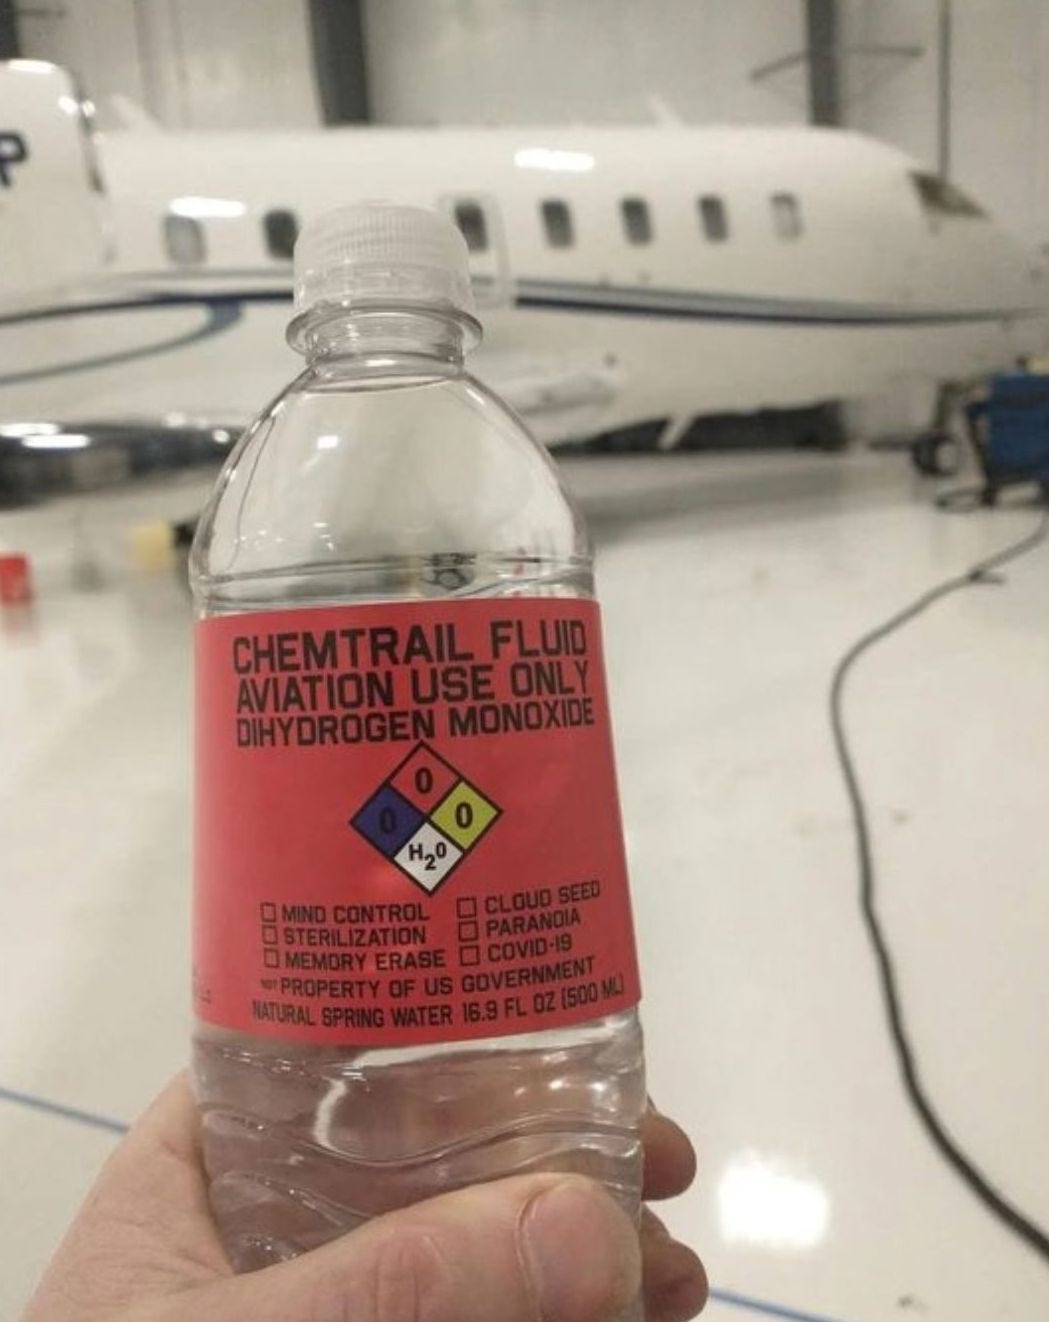 P
CHEMTRAIL FLUID
AVIATION USE ONLY
DIHYDROGEN MONOXIDE
0
0 0
H₂0
☐ MIND CONTROL ☐ CLOUD SEED
☐ STERILIZATION ☐ PARANOIA
☐ MEMORY ERASE ☐ COVID-19
NOT PROPERTY OF US GOVERNMENT
NATURAL SPRING WATER 16.9 FL OZ (500 ML)